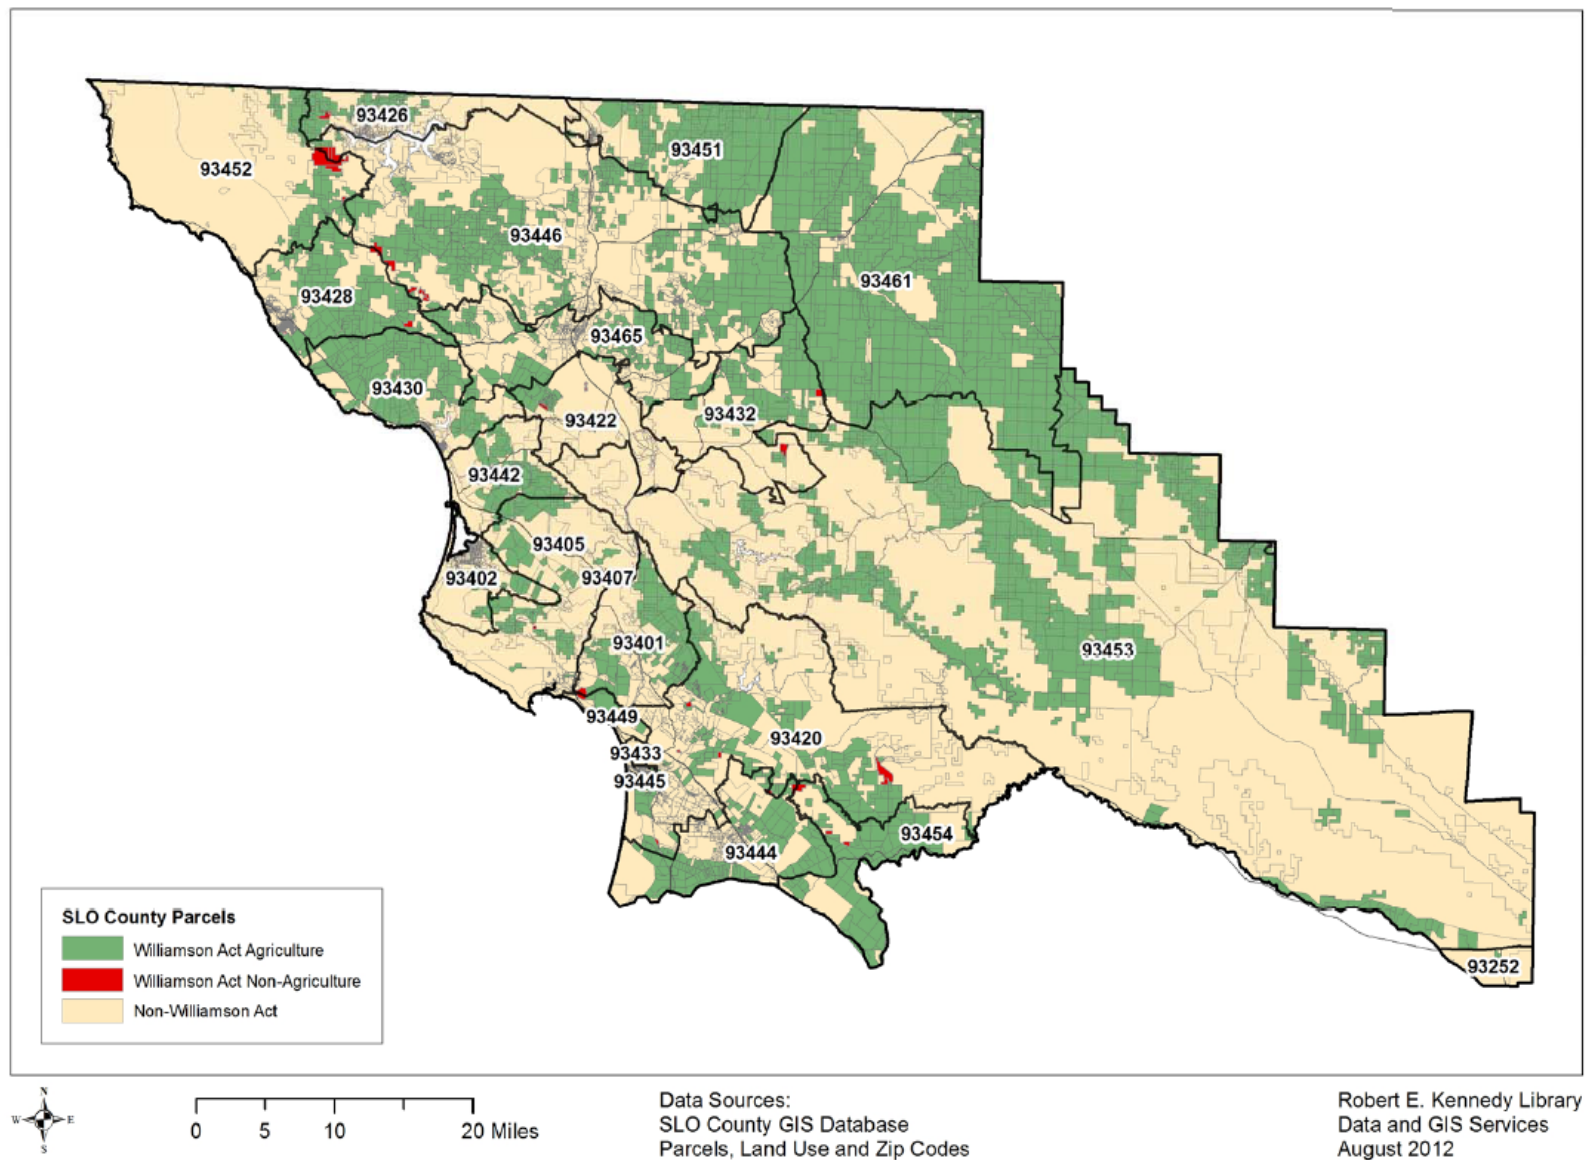 93426
93451
93452
93446
93461
93428
93465
93430
93432
93422
93442
93405
93402
93407
93401
93453
93449
93420
93433
93445
93454
93444
93252
SLO County Parcels
Williamson Act Agriculture
Williamson Act Non-Agriculture
Non-Williamson Act
N
W E
S
0 5 10 20 Miles
Data Sources:
SLO County GIS Database
Parcels, Land Use and Zip Codes
Robert E. Kennedy Library
Data and GIS Services
August 2012